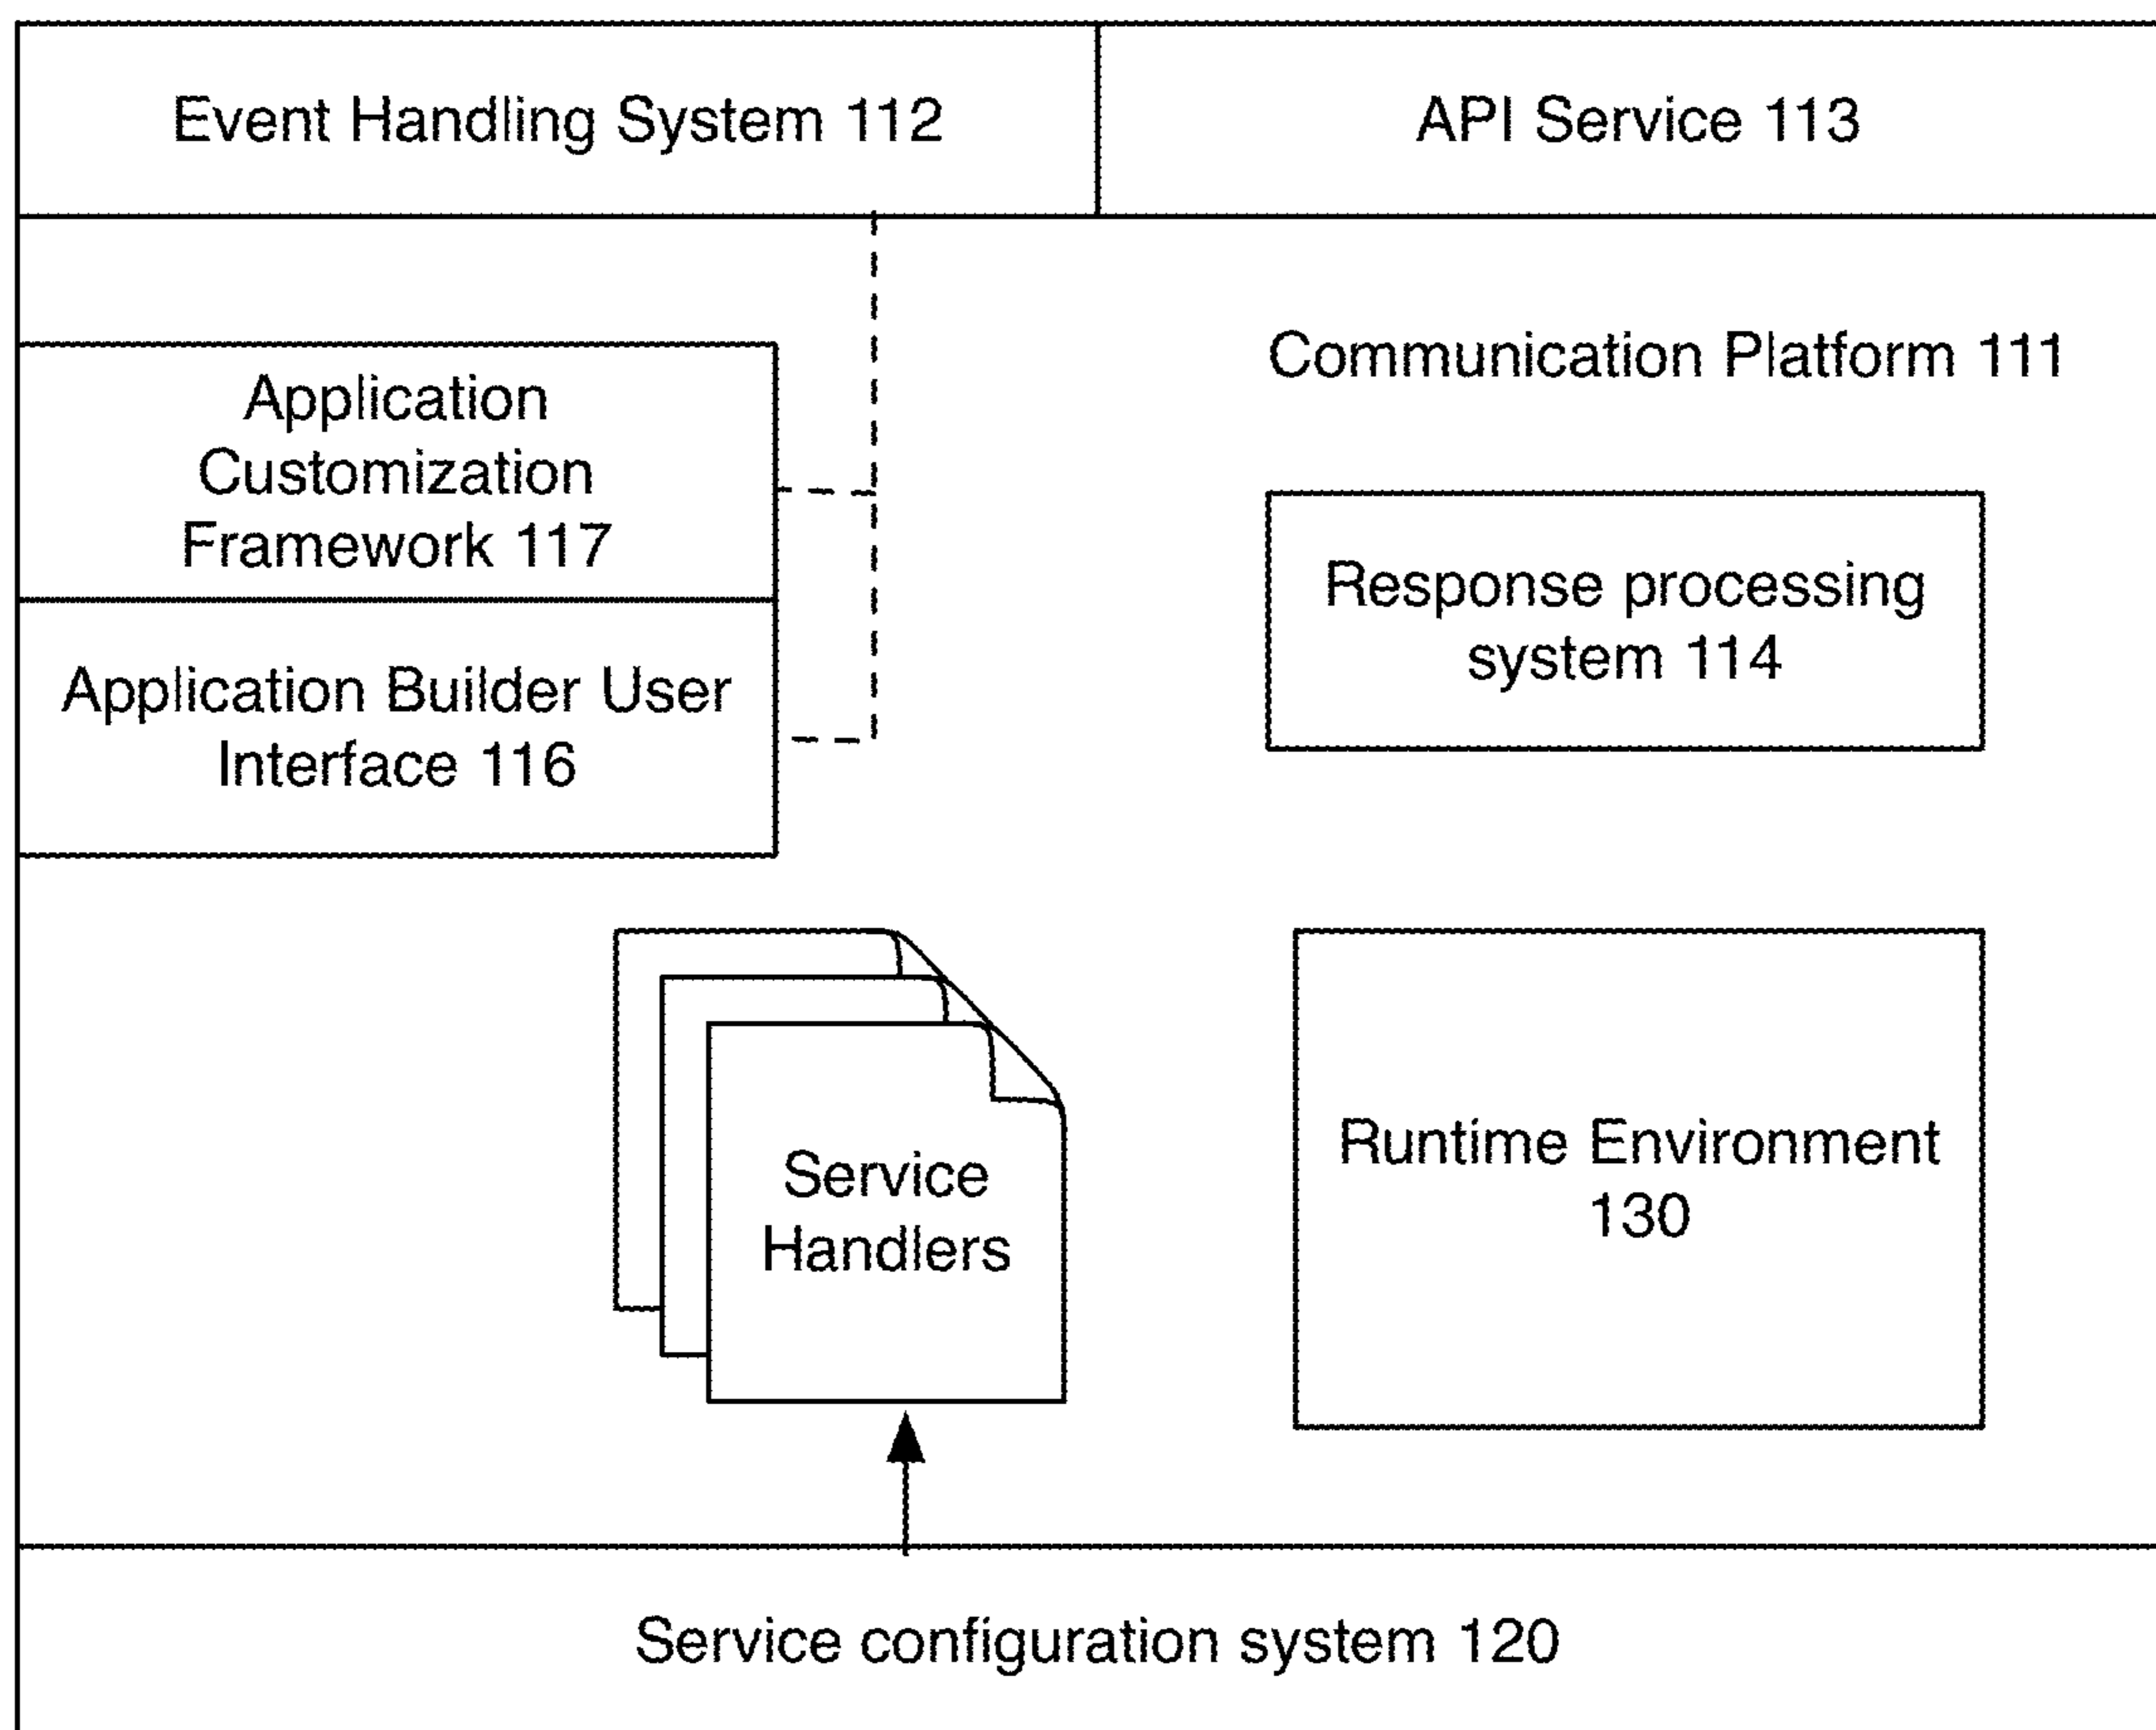 Event Handling System 112
API Service 113
Communication Platform 111
Application
Customization
Framework 117
Application Builder User
Interface 116
Response processing
system 114
Service
Handlers
Runtime Environment
130
Service configuration system 120